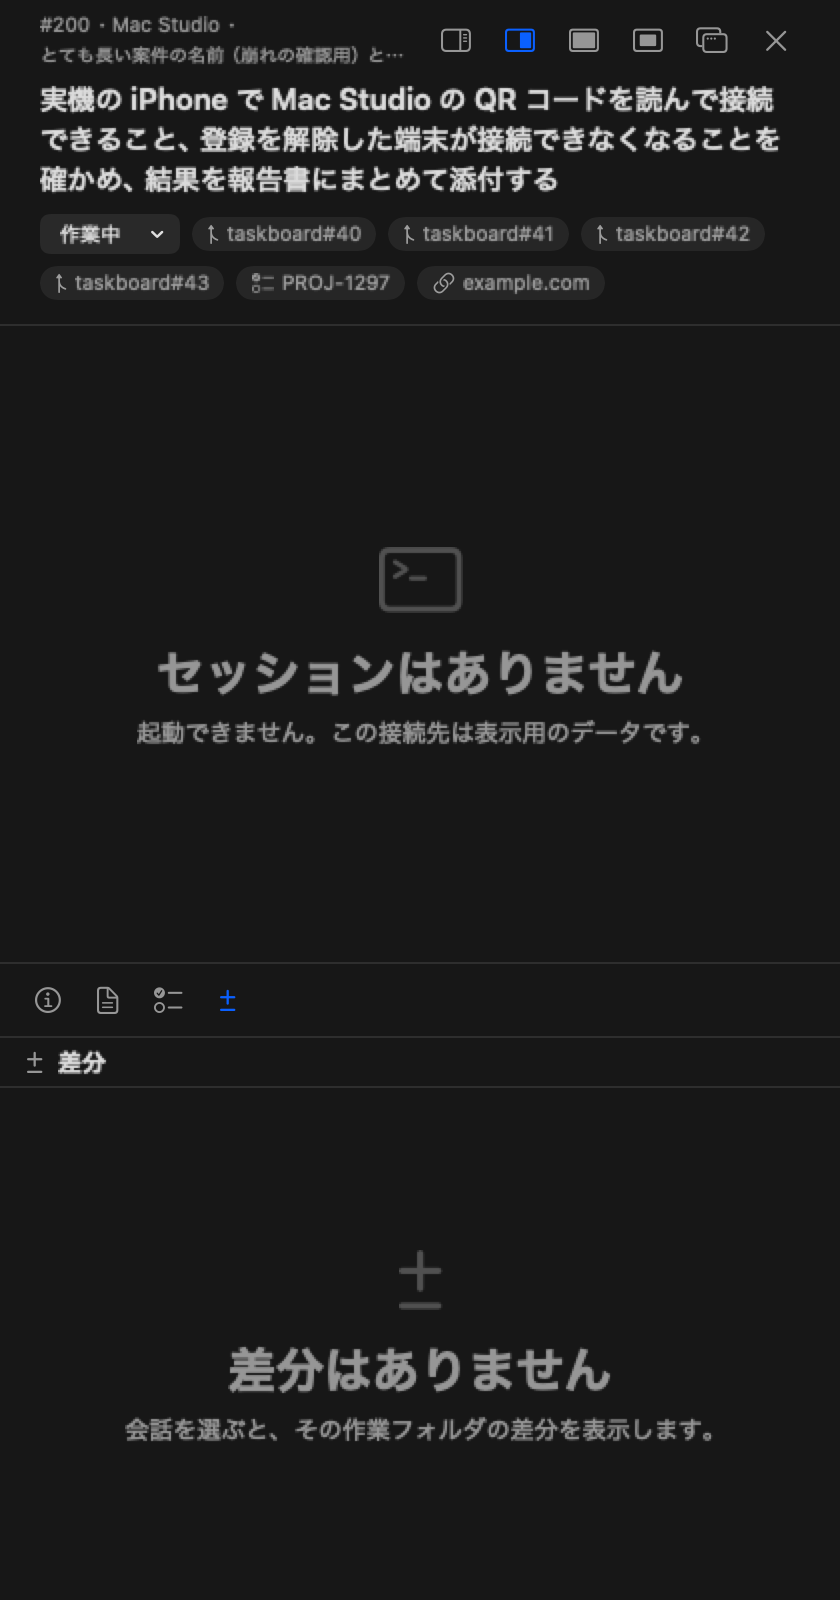 #200 · Mac Studio ·
とても長い案件の名前（崩れの確認用）と…
実機の iPhone で Mac Studio の QR コードを読んで接続
できること、登録を解除した端末が接続できなくなることを
確かめ、結果を報告書にまとめて添付する
作業中 taskboard#40 taskboard#41 taskboard#42
taskboard#43 PROJ-1297 example.com
セッションはありません
起動できません。この接続先は表示用のデータです。
差分
差分はありません
会話を選ぶと、その作業フォルダの差分を表示します。